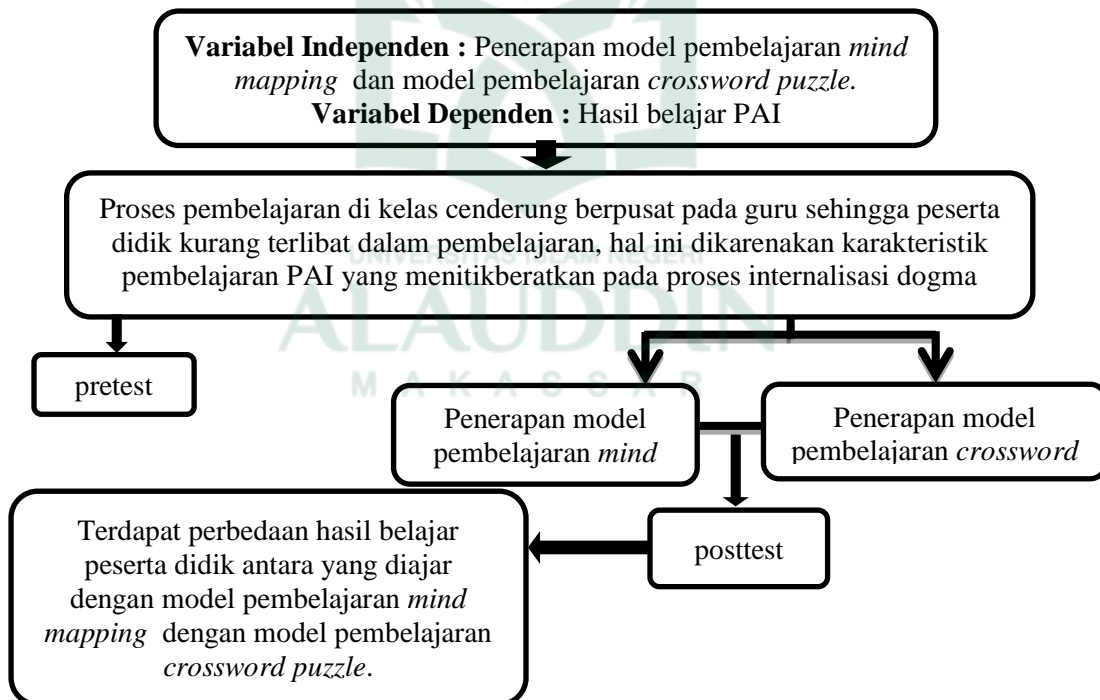 Variabel Independen : Penerapan model pembelajaran mind
mapping dan model pembelajaran crossword puzzle.
Variabel Dependen : Hasil belajar PAI
Proses pembelajaran di kelas cenderung berpusat pada guru sehingga peserta
didik kurang terlibat dalam pembelajaran, hal ini dikarenakan karakteristik
pembelajaran PAI yang menitikberatkan pada proses internalisasi dogma
UNIVERSITAS ISLAM NEGERI
ALAUDDIN
MAKASSAR
pretest
Penerapan model
pembelajaran mind
Penerapan model
pembelajaran crossword
posttest
Terdapat perbedaan hasil belajar
peserta didik antara yang diajar
dengan model pembelajaran mind
mapping dengan model pembelajaran
crossword puzzle.